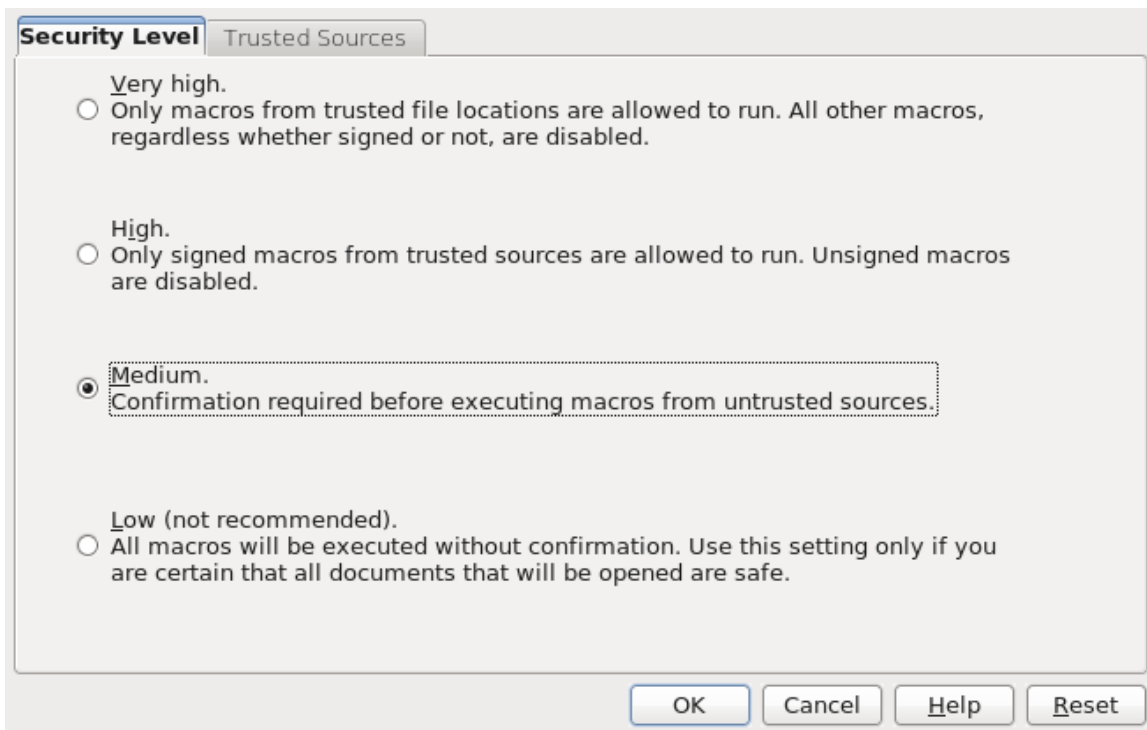 Security Level
Trusted Sources
Very high.
Only macros from trusted file locations are allowed to run. All other macros,
regardless whether signed or not, are disabled.
High.
Only signed macros from trusted sources are allowed to run. Unsigned macros
are disabled.
Medium.
Confirmation required before executing macros from untrusted sources.
Low (not recommended).
All macros will be executed without confirmation. Use this setting only if you
are certain that all documents that will be opened are safe.
OK
Cancel
Help
Reset